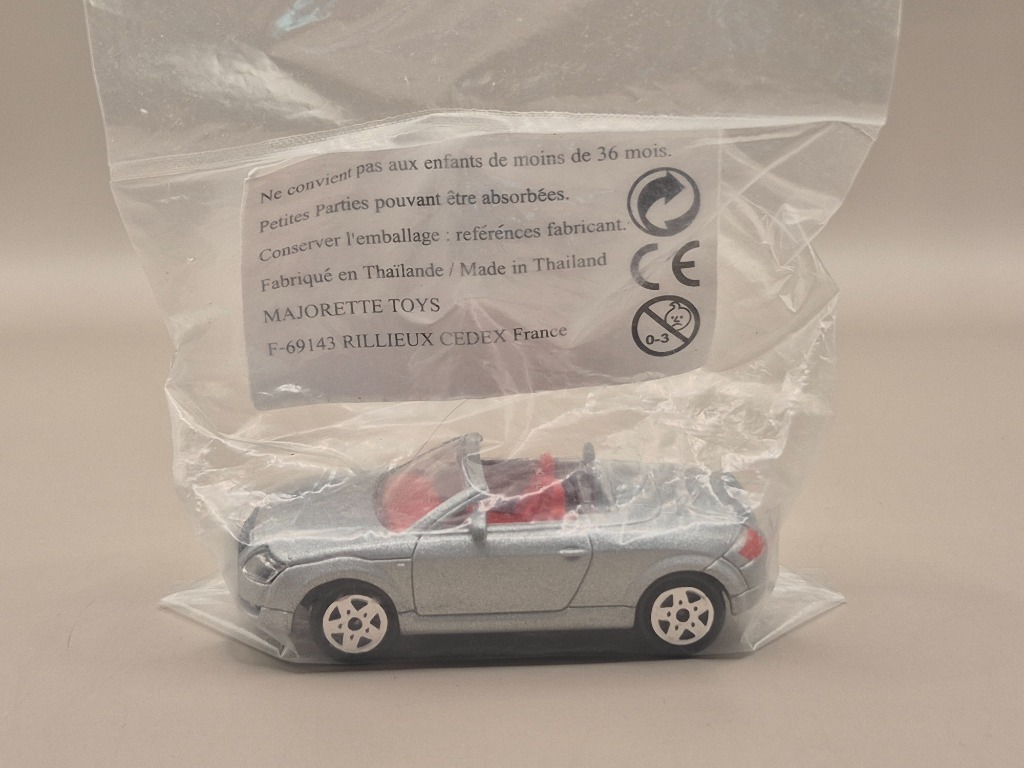 Ne convient pas aux enfants de moins de 36 mois.
Petites Parties pouvant être absorbées.
Conserver l'emballage : reférénces fabricant.
Fabriqué en Thaïlande / Made in Thailand
MAJORETTE TOYS
F-69143 RILLIEUX CEDEX France
CE
0-3